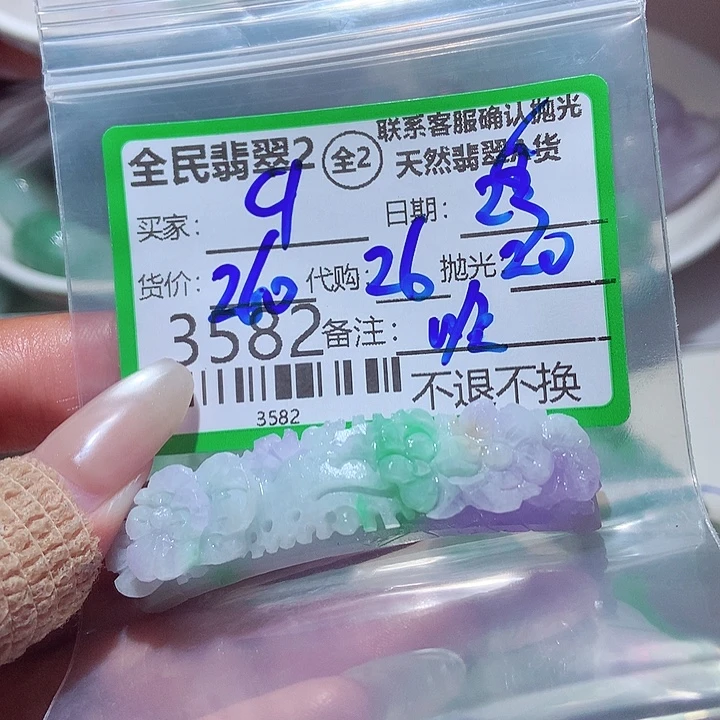 全民翡翠2 全2 联系客服确认抛光
天然翡翠A货
买家: 9 日期:
货价: 260 代购: 26 抛光 20
3582 备注:
3582 不退不换